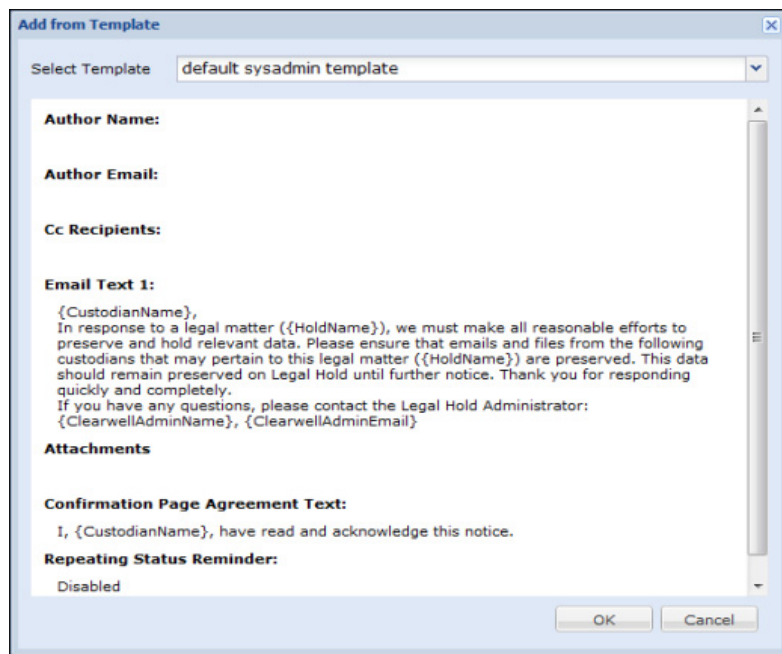 Add from Template
Select Template default sysadmin template
Author Name:
Author Email:
Cc Recipients:
Email Text 1:
{CustodianName},
In response to a legal matter ({HoldName}), we must make all reasonable efforts to
preserve and hold relevant data. Please ensure that emails and files from the following
custodians that may pertain to this legal matter ({HoldName}) are preserved. This data
should remain preserved on Legal Hold until further notice. Thank you for responding
quickly and completely.
If you have any questions, please contact the Legal Hold Administrator:
{ClearwellAdminName}, {ClearwellAdminEmail}
Attachments
Confirmation Page Agreement Text:
I, {CustodianName}, have read and acknowledge this notice.
Repeating Status Reminder:
Disabled
OK Cancel